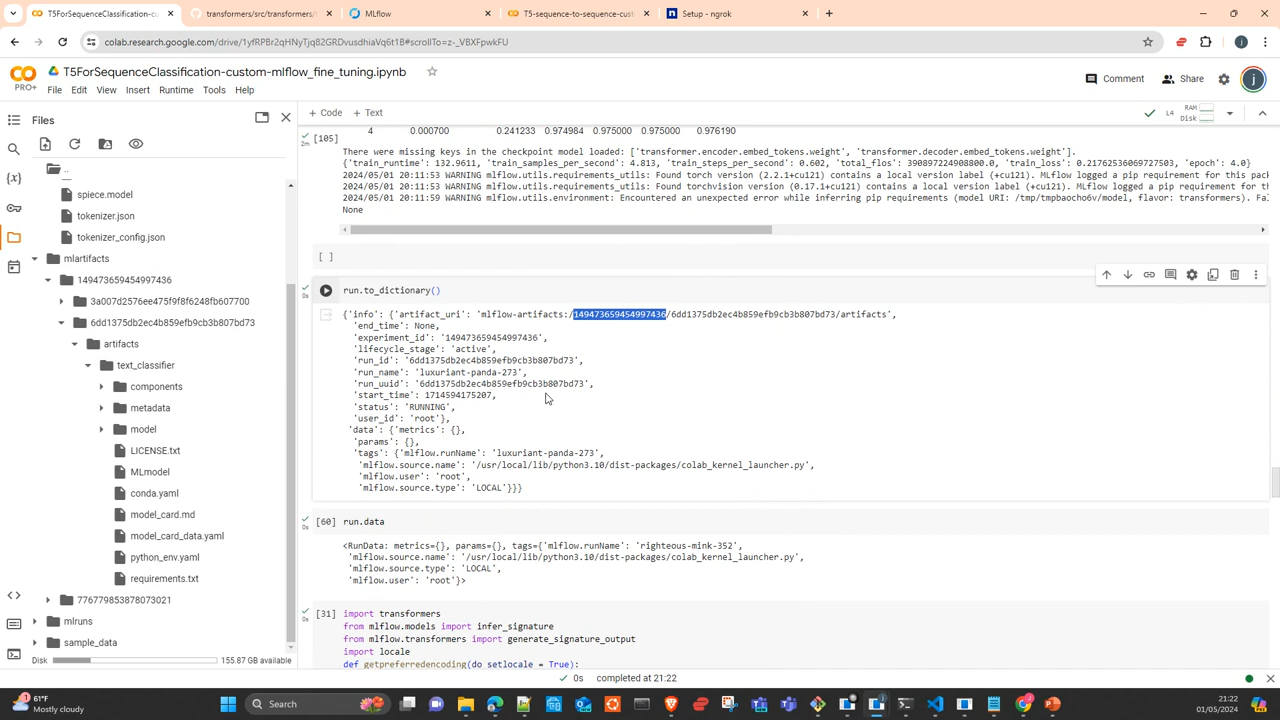 T5ForSequenceClassification-cu
transformers/src/transformers/
MLflow
T5-sequence-to-sequence-cust
Setup - ngrok
colab.research.google.com/drive/1yfRPBr2qHNyTjq82GRDvusdhiaVq6t1B#scrollTo=z-_VBXFpwkFU
PRO+
T5ForSequenceClassification-custom-mlflow_fine_tuning.ipynb
File Edit View Insert Runtime Tools Help
Comment Share
Files
+ Code + Text
L4 RAM Disk
..
spiece.model
tokenizer.json
tokenizer_config.json
mlartifacts
149473659454997436
3a007d2576ee475f9f8f6248fb607700
6dd1375db2ec4b859efb9cb3b807bd73
artifacts
text_classifier
components
metadata
model
LICENSE.txt
MLmodel
conda.yaml
model_card.md
model_card_data.yaml
python_env.yaml
requirements.txt
776779853878073021
mlruns
sample_data
Disk 155.87 GB available
4 0.000700 0.241233 0.974984 0.975000 0.975000 0.976190
[105]
2m
There were missing keys in the checkpoint model loaded: ['transformer.encoder.embed_tokens.weight', 'transformer.decoder.embed_tokens.weight'].
{'train_runtime': 132.9611, 'train_samples_per_second': 4.813, 'train_steps_per_second': 0.602, 'total_flos': 390897224908800.0, 'train_loss': 0.21762536069727503, 'epoch': 4.0}
2024/05/01 20:11:53 WARNING mlflow.utils.requirements_utils: Found torch version (2.2.1+cu121) contains a local version label (+cu121). MLflow logged a pip requirement for this pack
2024/05/01 20:11:53 WARNING mlflow.utils.requirements_utils: Found torchvision version (0.17.1+cu121) contains a local version label (+cu121). MLflow logged a pip requirement for th
2024/05/01 20:11:59 WARNING mlflow.utils.environment: Encountered an unexpected error while inferring pip requirements (model URI: /tmp/tmpbaocho6v/model, flavor: transformers). Fal
None
[ ]
0s
run.to_dictionary()
{'info': {'artifact_uri': 'mlflow-artifacts:/149473659454997436/6dd1375db2ec4b859efb9cb3b807bd73/artifacts',
'end_time': None,
'experiment_id': '149473659454997436',
'lifecycle_stage': 'active',
'run_id': '6dd1375db2ec4b859efb9cb3b807bd73',
'run_name': 'luxuriant-panda-273',
'run_uuid': '6dd1375db2ec4b859efb9cb3b807bd73',
'start_time': 1714594175207,
'status': 'RUNNING',
'user_id': 'root'},
'data': {'metrics': {},
'params': {},
'tags': {'mlflow.runName': 'luxuriant-panda-273',
'mlflow.source.name': '/usr/local/lib/python3.10/dist-packages/colab_kernel_launcher.py',
'mlflow.user': 'root',
'mlflow.source.type': 'LOCAL'}}}
[60] run.data
0s
<RunData: metrics={}, params={}, tags={'mlflow.runName': 'righteous-mink-352',
'mlflow.source.name': '/usr/local/lib/python3.10/dist-packages/colab_kernel_launcher.py',
'mlflow.source.type': 'LOCAL',
'mlflow.user': 'root'}>
[31] import transformers
0s
from mlflow.models import infer_signature
from mlflow.transformers import generate_signature_output
import locale
def getpreferredencoding(do_setlocale = True):
0s completed at 21:22
61°F
Mostly cloudy
Search
21:22
01/05/2024